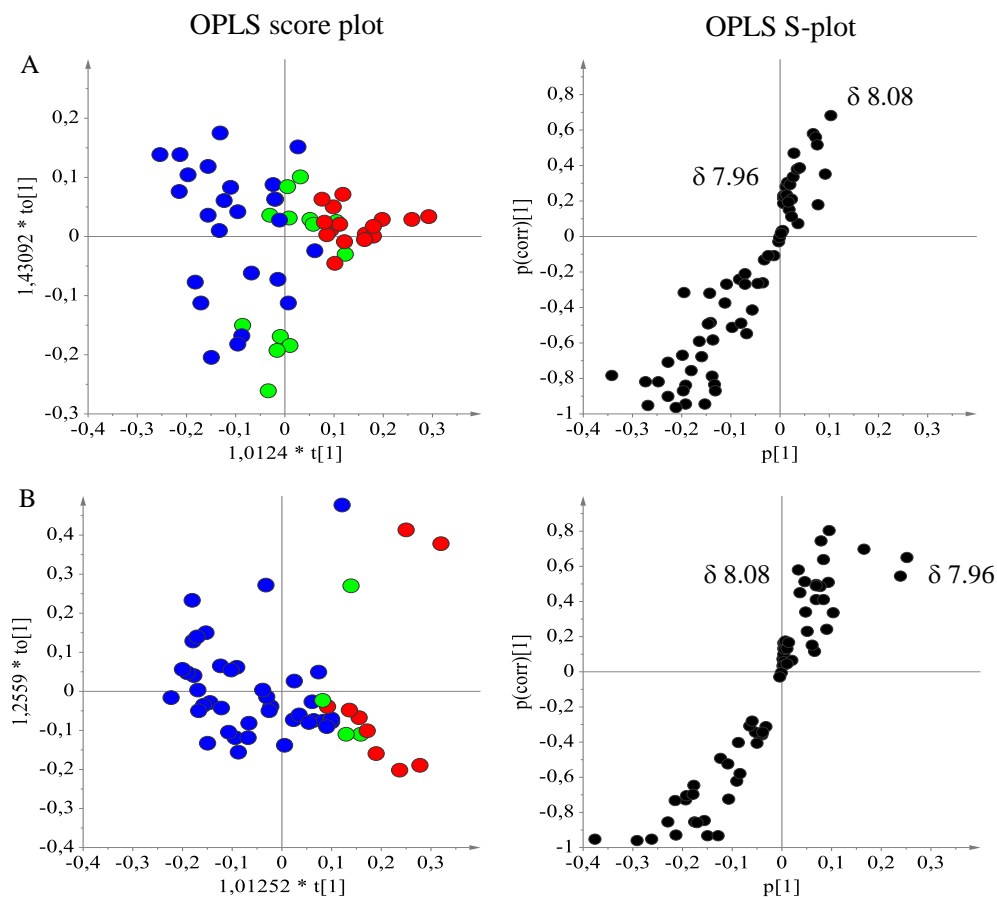 OPLS score plot
OPLS S-plot
A
0,2
0,1
0
-0,1
-0,2
-0,3
-0,4 -0,3 -0,2 -0,1 0 0,1 0,2 0,3
1,43092 * to[1]
1,0124 * t[1]
0,8
0,6
0,4
0,2
0
-0,2
-0,4
-0,6
-0,8
-1
-0,4 -0,3 -0,2 -0,1 0 0,1 0,2 0,3
p(corr)[1]
p[1]
δ 8.08
δ 7.96
B
0,4
0,3
0,2
0,1
0
-0,1
-0,2
-0,3
-0,4
-0,4 -0,3 -0,2 -0,1 0 0,1 0,2 0,3
1,2559 * to[1]
1,01252 * t[1]
0,8
0,6
0,4
0,2
0
-0,2
-0,4
-0,6
-0,8
-1
-0,4 -0,3 -0,2 -0,1 0 0,1 0,2 0,3
p(corr)[1]
p[1]
δ 8.08
δ 7.96